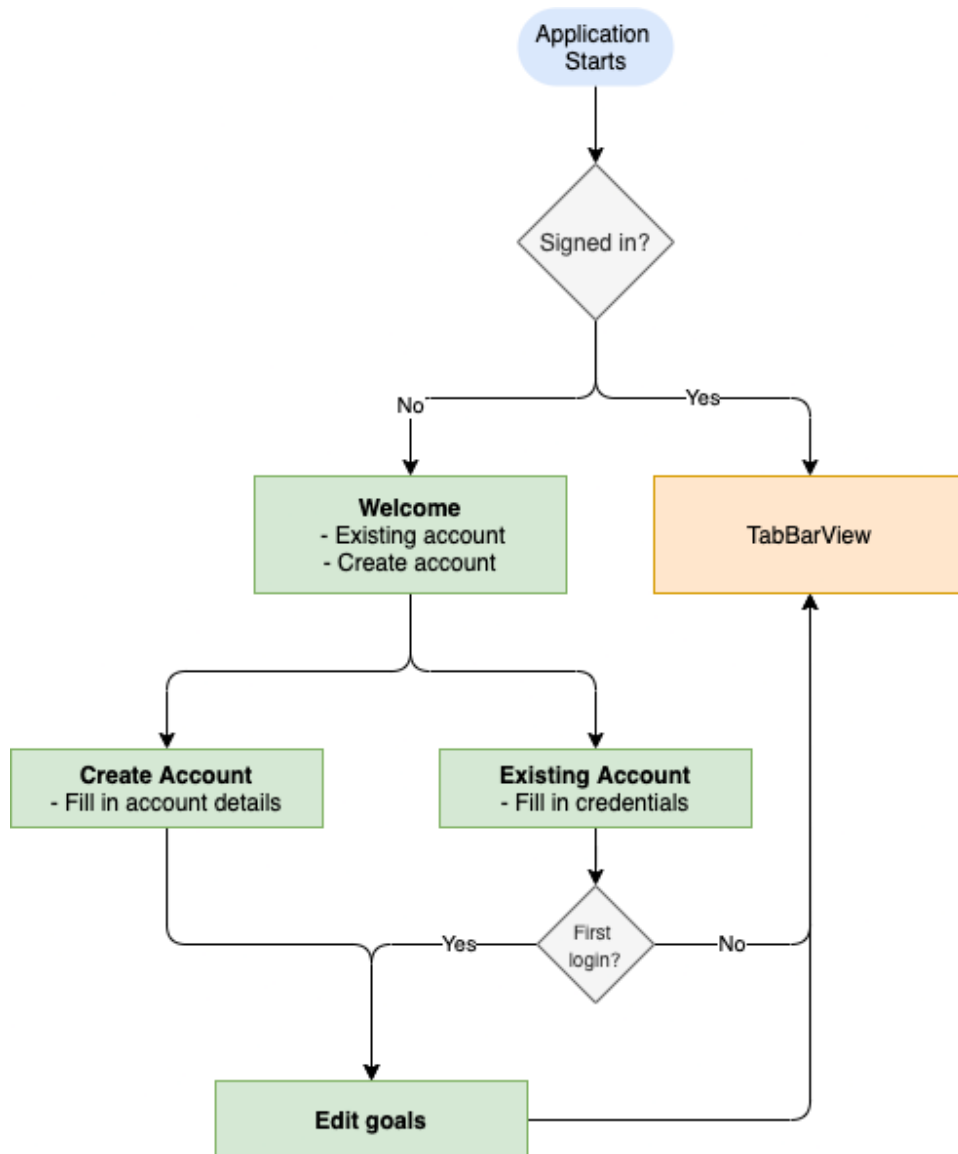 Application
Starts
Signed in?
No
Yes
Welcome
- Existing account
- Create account
TabBarView
Create Account
- Fill in account details
Existing Account
- Fill in credentials
Yes
First
login?
No
Edit goals